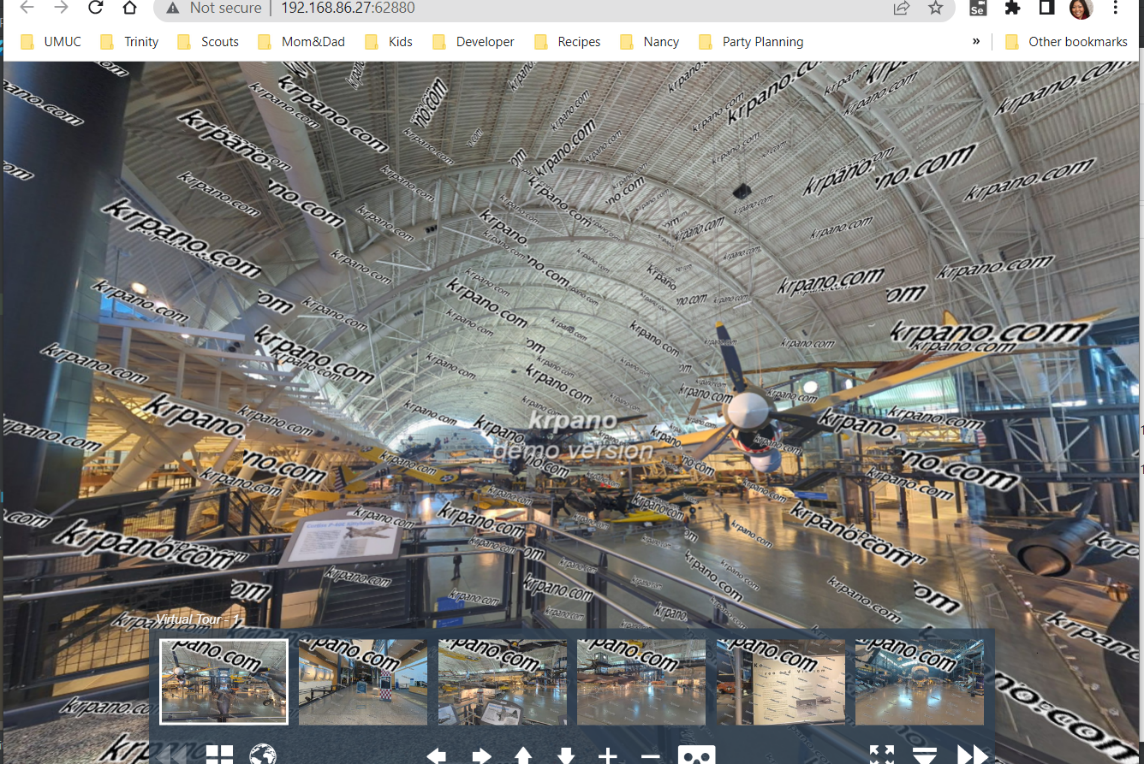 Not secure | 192.168.86.27:62880
UMUC Trinity Scouts Mom&Dad Kids Developer Recipes Nancy Party Planning » Other bookmarks
krpano.com
krpano
demo version
Virtual Tour - 1